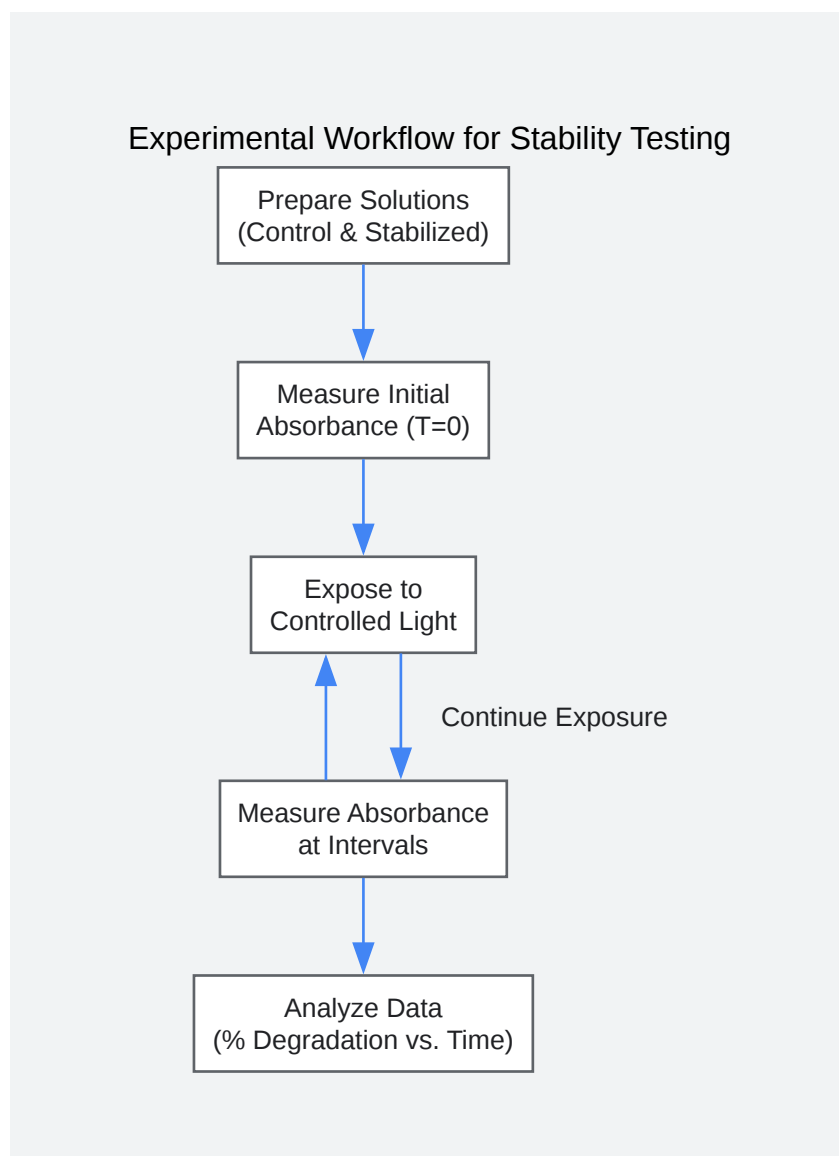 Experimental Workflow for Stability Testing
Prepare Solutions
(Control & Stabilized)
Measure Initial
Absorbance (T=0)
Expose to
Controlled Light
Continue Exposure
Measure Absorbance
at Intervals
Analyze Data
(% Degradation vs. Time)